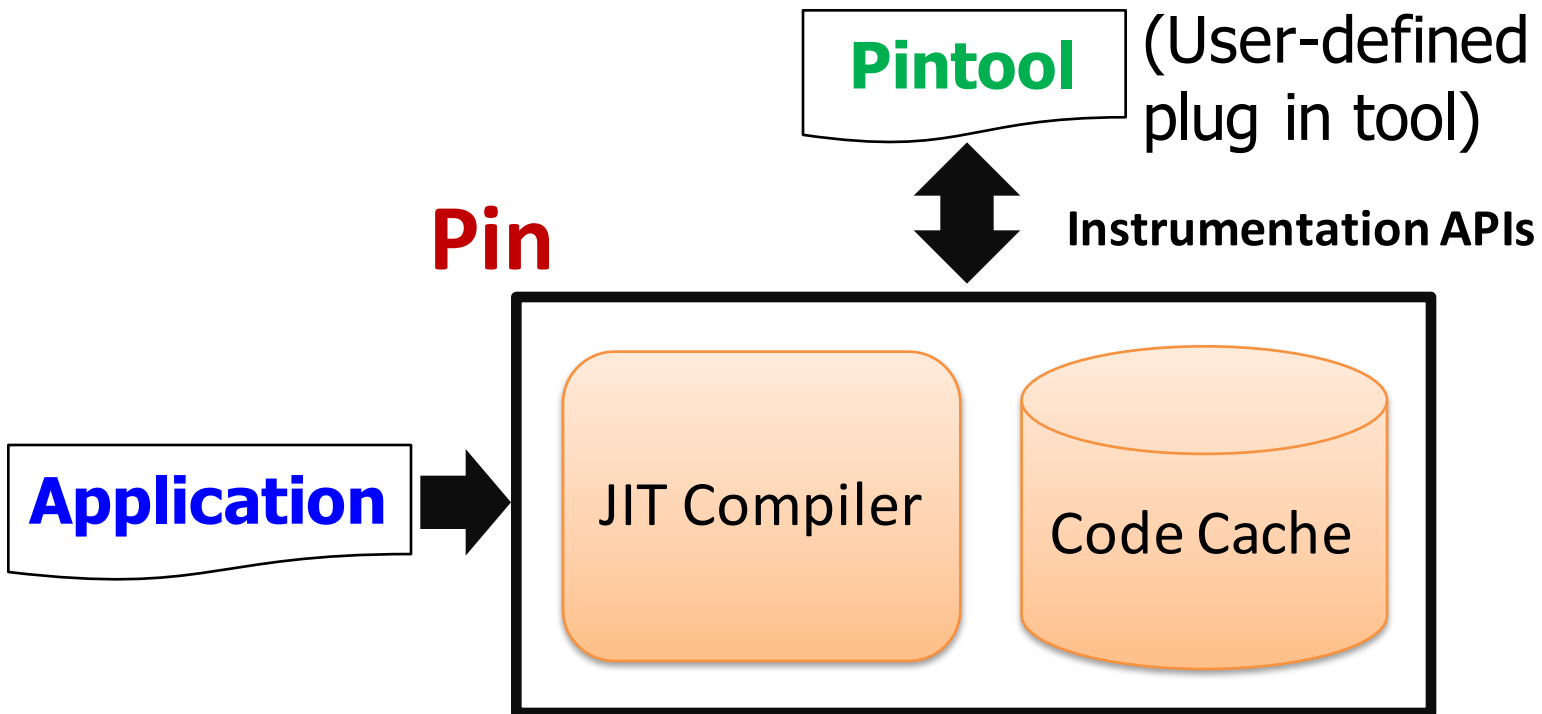 Pintool
(User-defined
plug in tool)
Instrumentation APIs
Pin
Application
JIT Compiler
Code Cache